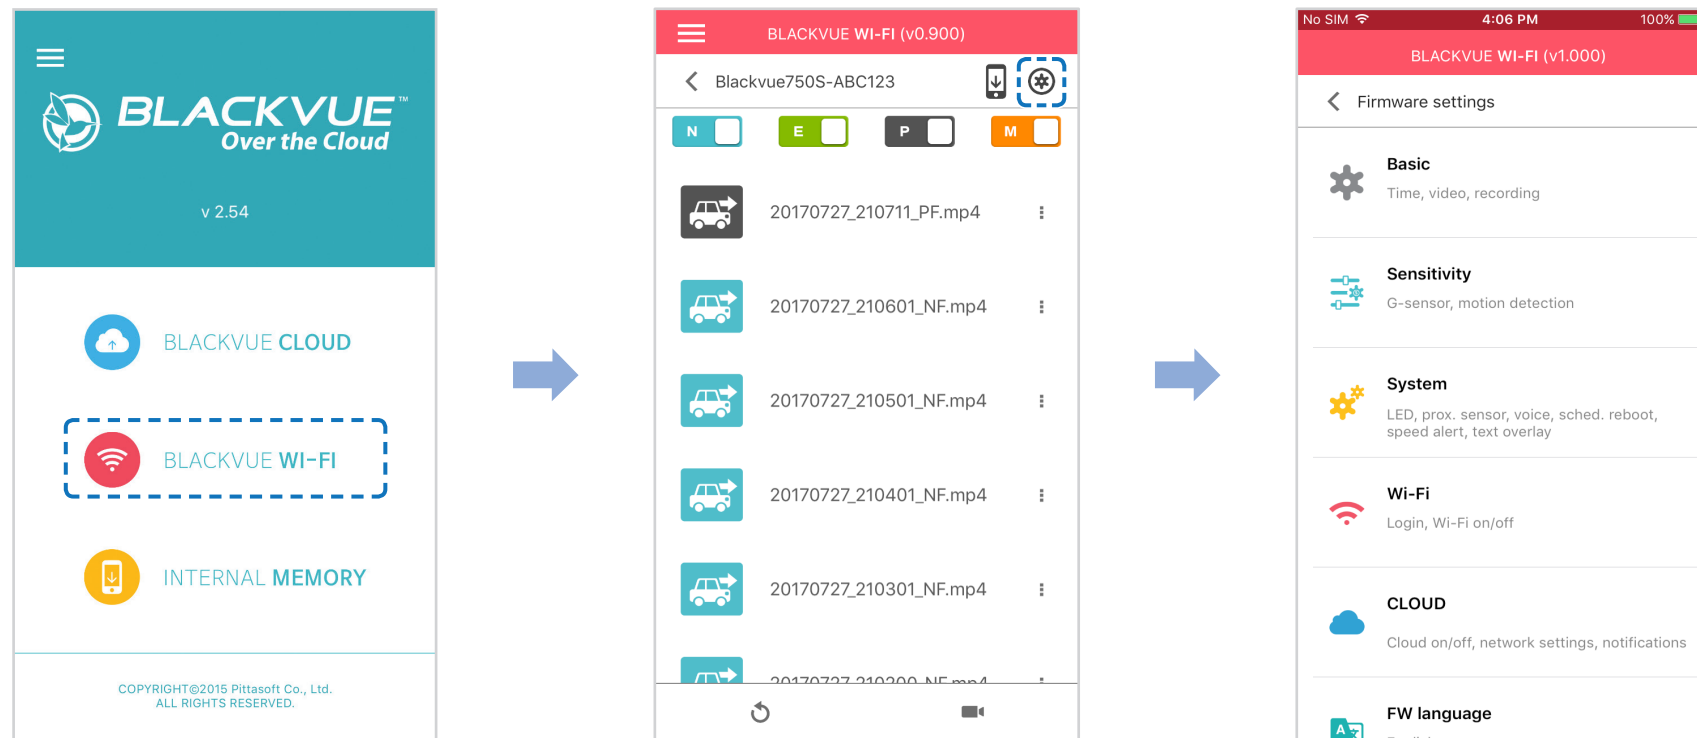 BLACKVUE™
Over the Cloud
v 2.54
BLACKVUE CLOUD
BLACKVUE WI-FI
INTERNAL MEMORY
COPYRIGHT©2015 Pittasoft Co., Ltd.
ALL RIGHTS RESERVED.
BLACKVUE WI-FI (v0.900)
Blackvue750S-ABC123
N E P M
20170727_210711_PF.mp4
20170727_210601_NF.mp4
20170727_210501_NF.mp4
20170727_210401_NF.mp4
20170727_210301_NF.mp4
20170727_210200_NF.mp4
No SIM 4:06 PM 100%
BLACKVUE WI-FI (v1.000)
Firmware settings
Basic
Time, video, recording
Sensitivity
G-sensor, motion detection
System
LED, prox. sensor, voice, sched. reboot,
speed alert, text overlay
Wi-Fi
Login, Wi-Fi on/off
CLOUD
Cloud on/off, network settings, notifications
FW language
A